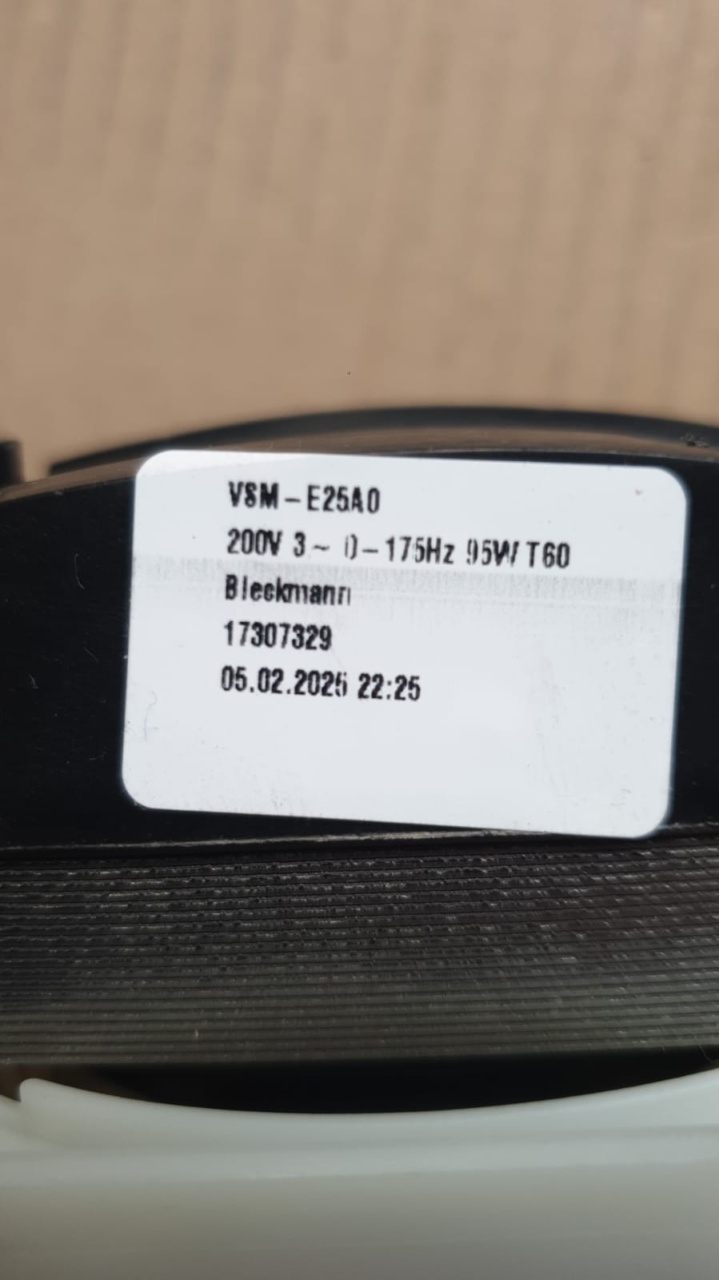 VSM-E25A0
200V 3~ 0-175Hz 95W T60
Bleckmann
17307329
05.02.2025 22:25